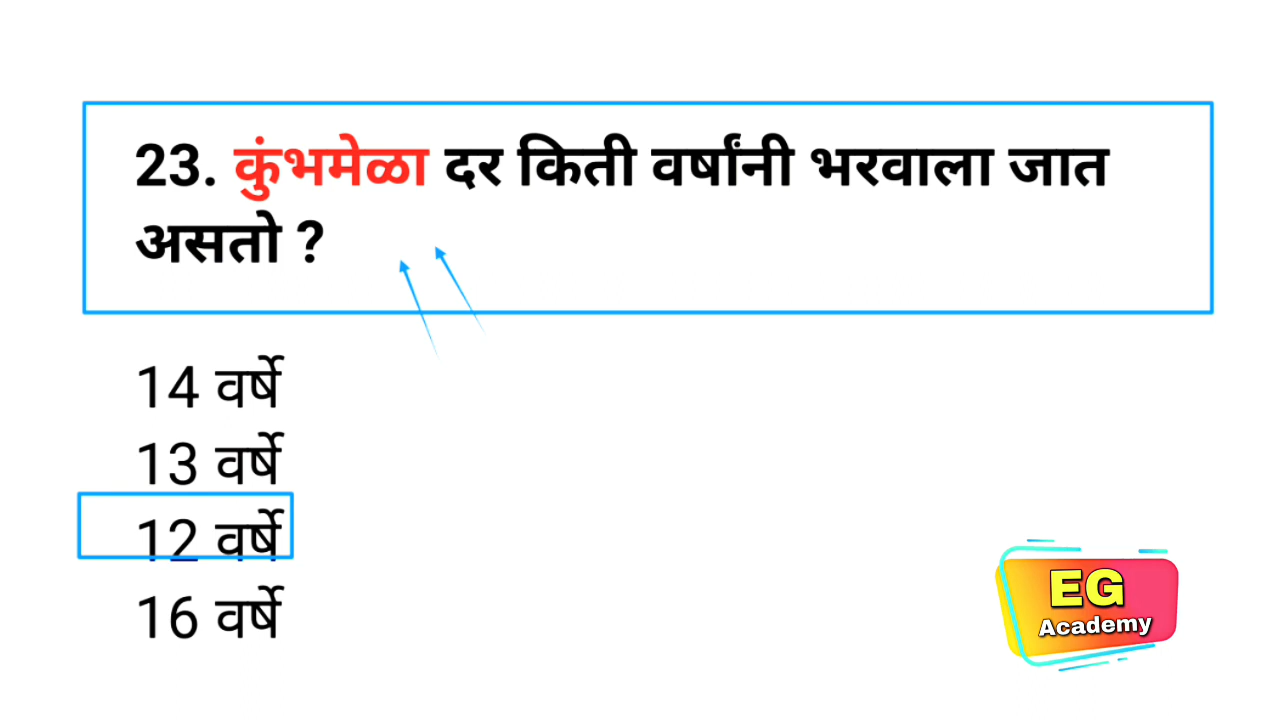 23. कुंभमेळा दर किती वर्षांनी भरवाला जात
असतो ?
14 वर्षे
13 वर्षे
12 वर्षे
16 वर्षे
EG
Academy